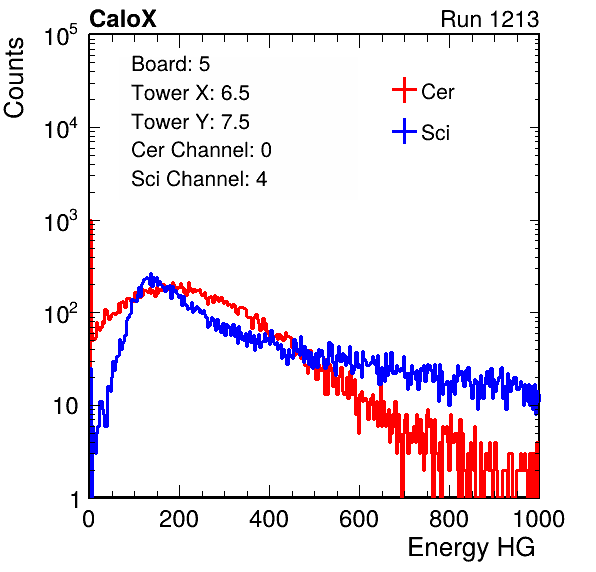 CaloX Run 1213
Counts
Board: 5
Tower X: 6.5
Tower Y: 7.5
Cer Channel: 0
Sci Channel: 4
Cer
Sci
10^5
10^4
10^3
10^2
10
1
0 200 400 600 800 1000
Energy HG